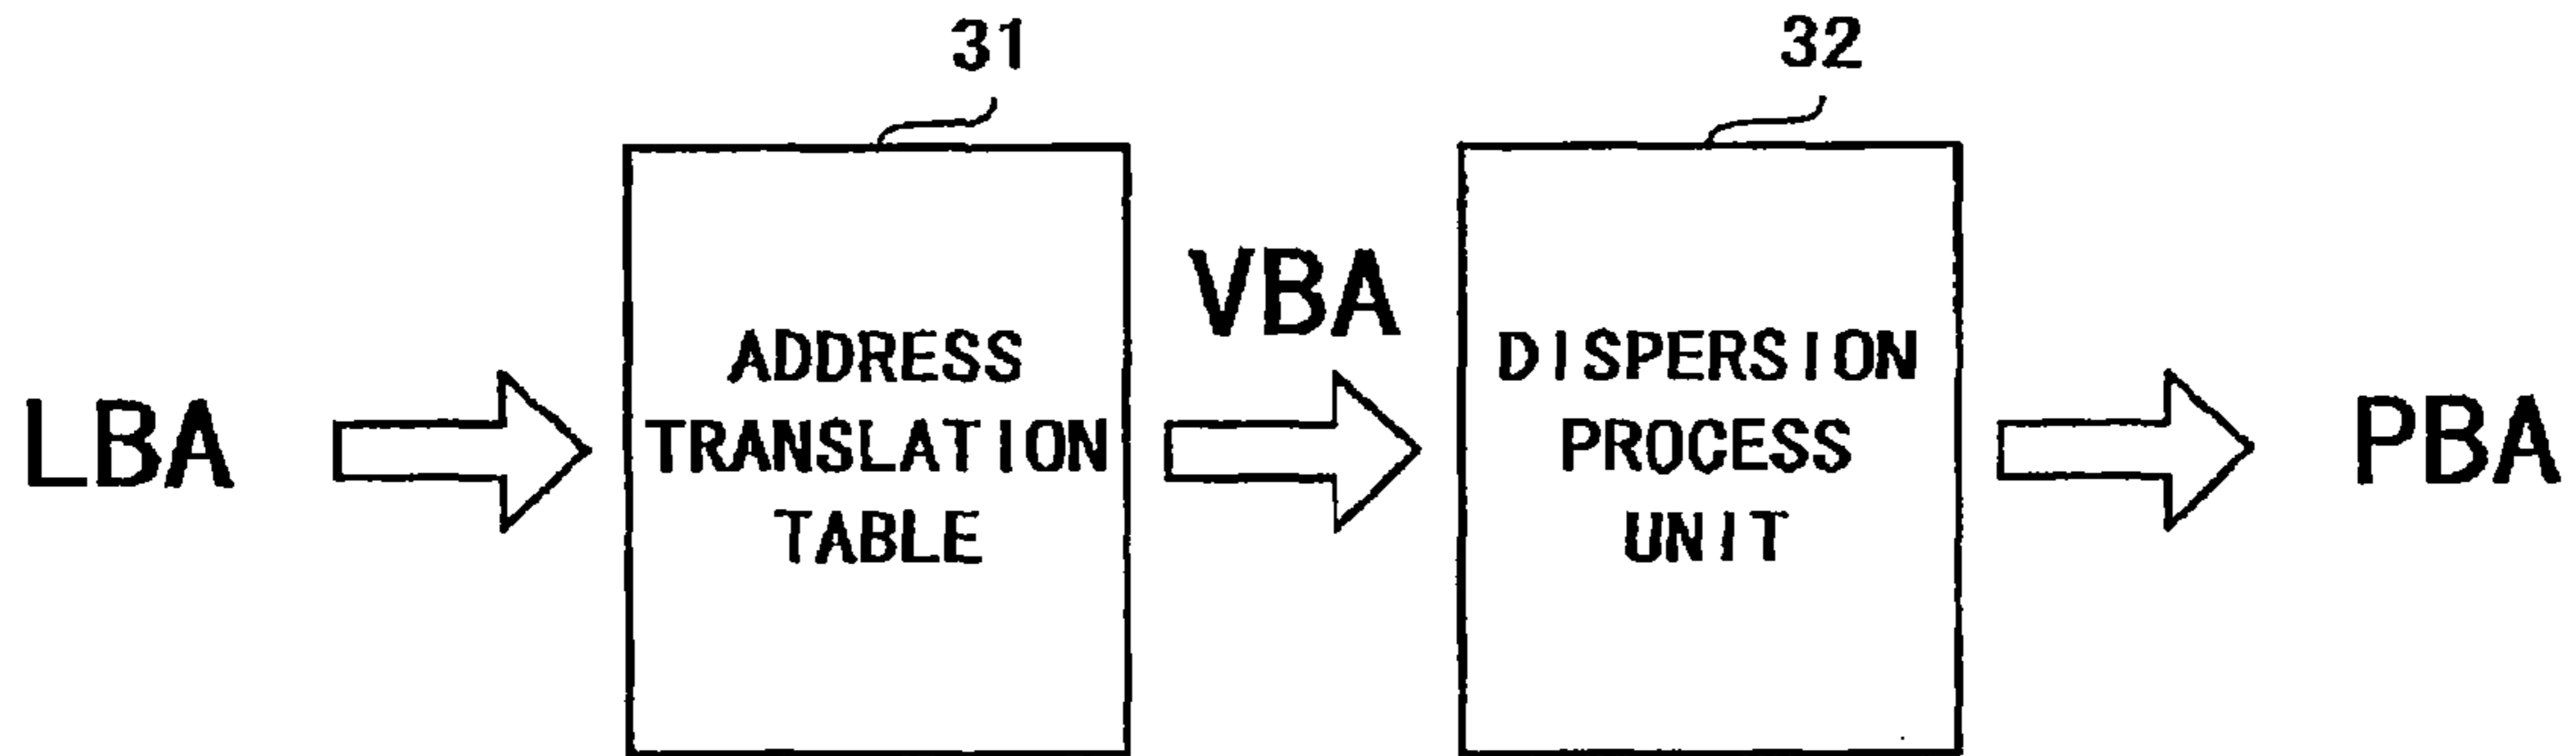 31
32
LBA
ADDRESS
TRANSLATION
TABLE
VBA
DISPERSION
PROCESS
UNIT
PBA